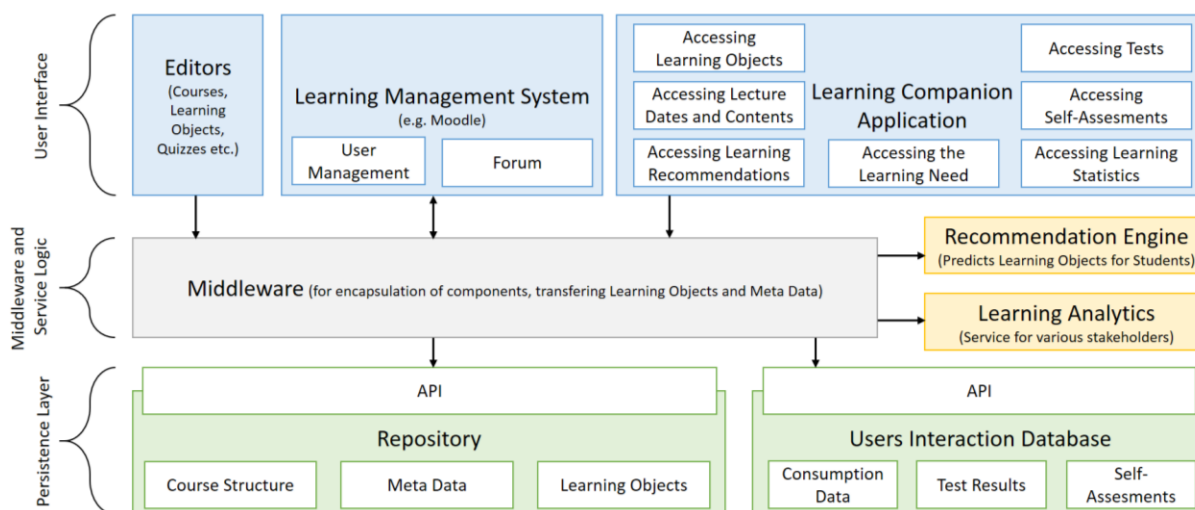 User Interface
Editors
(Courses,
Learning
Objects,
Quizzes etc.)
Learning Management System
(e.g. Moodle)
User
Management
Forum
Accessing
Learning Objects
Accessing Lecture
Dates and Contents
Accessing Learning
Recommendations
Learning Companion
Application
Accessing the
Learning Need
Accessing Tests
Accessing
Self-Assesments
Accessing Learning
Statistics
Middleware and
Service Logic
Middleware (for encapsulation of components, transfering Learning Objects and Meta Data)
Recommendation Engine
(Predicts Learning Objects for Students)
Learning Analytics
(Service for various stakeholders)
Persistence Layer
API
Repository
Course Structure
Meta Data
Learning Objects
API
Users Interaction Database
Consumption
Data
Test Results
Self-
Assesments